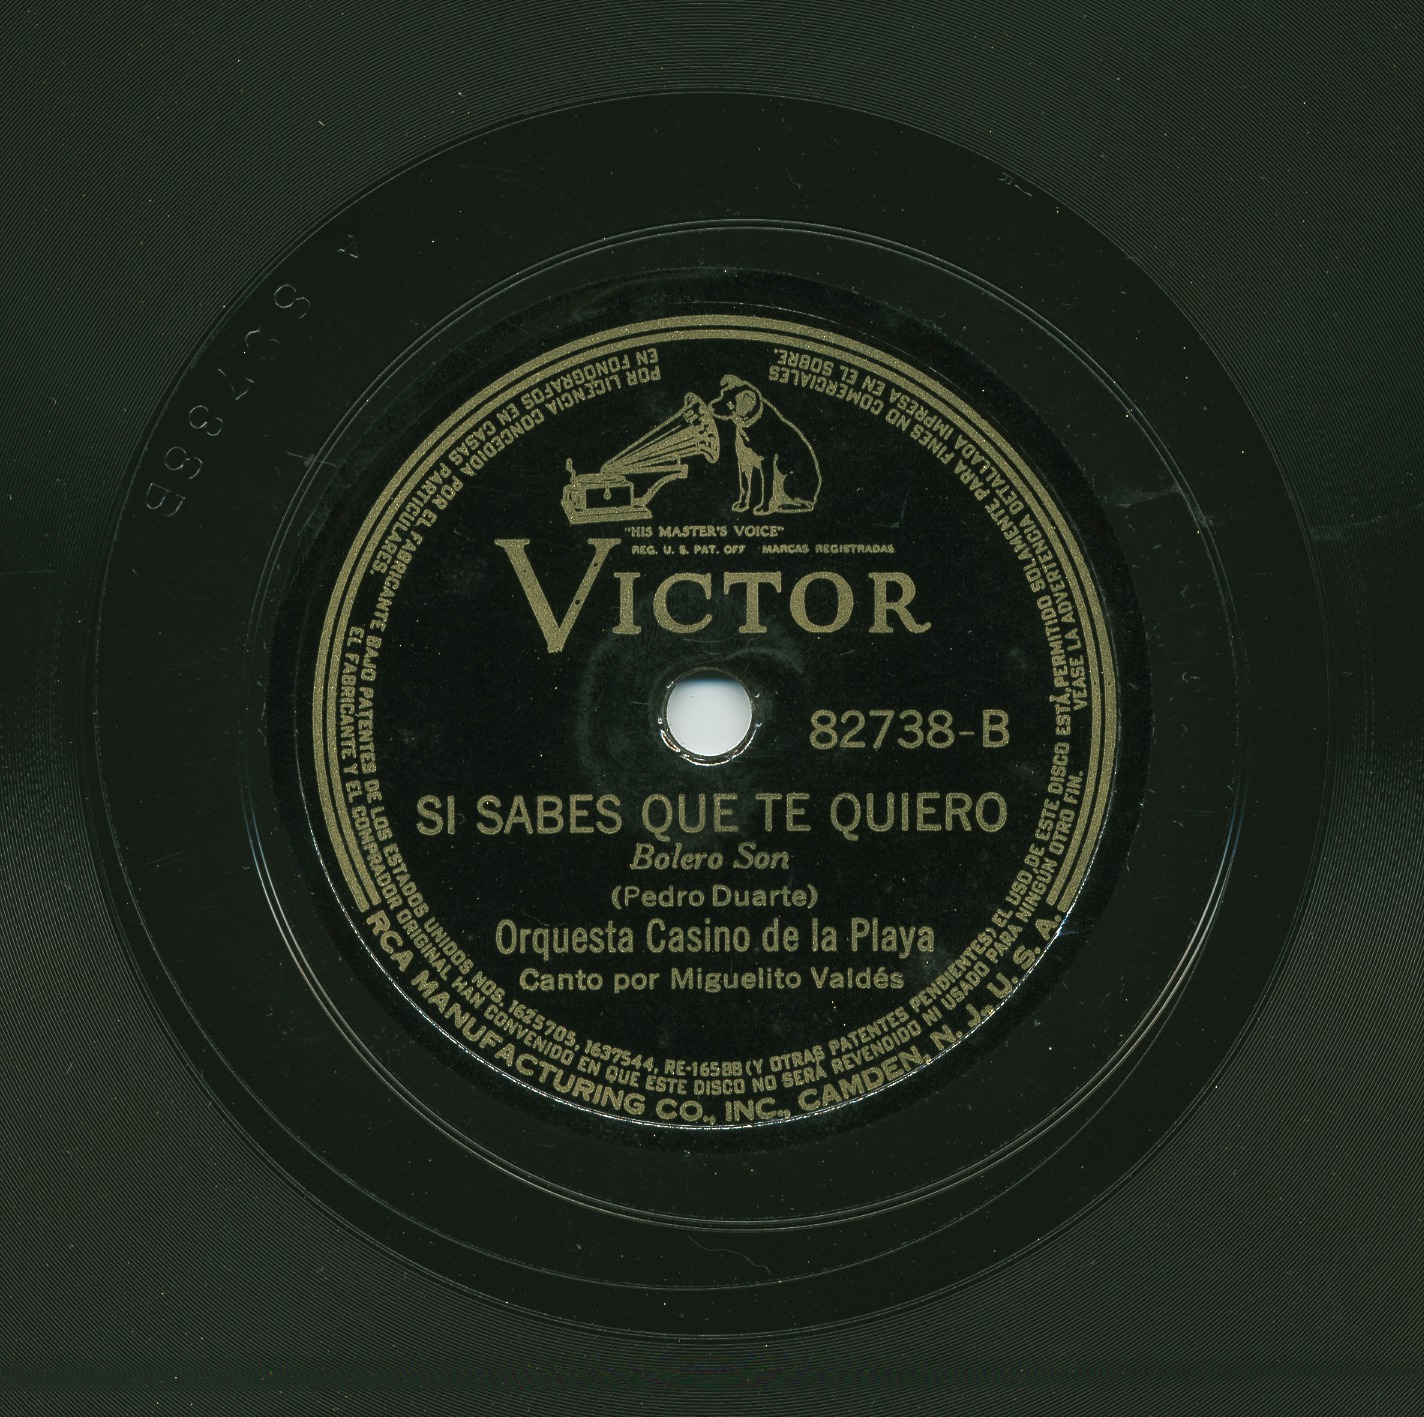 "HIS MASTER'S VOICE"
REG. U. S. PAT. OFF MARCAS REGISTRADAS
VICTOR
82738-B
SI SABES QUE TE QUIERO
Bolero Son
(Pedro Duarte)
Orquesta Casino de la Playa
Canto por Miguelito Valdés
POR LICENCIA CONCEDIDA POR EL FABRICANTE BAJO PATENTES DE LOS ESTADOS UNIDOS NOS. 1625705, 1637544, RE-16588 (Y OTRAS PATENTES PENDIENTES) EL USO DE ESTE DISCO ESTÁ PERMITIDO SOLAMENTE PARA FINES NO COMERCIALES
EN FONOGRAFOS EN CASAS PARTICULARES.
EL FABRICANTE Y EL COMPRADOR ORIGINAL HAN CONVENIDO EN QUE ESTE DISCO NO SERÁ REVENDIDO NI USADO PARA NINGÚN OTRO FIN.
VEASE LA ADVERTENCIA DETALLADA IMPRESA EN EL SOBRE.
RCA MANUFACTURING CO., INC., CAMDEN, N. J., U. S. A.
A